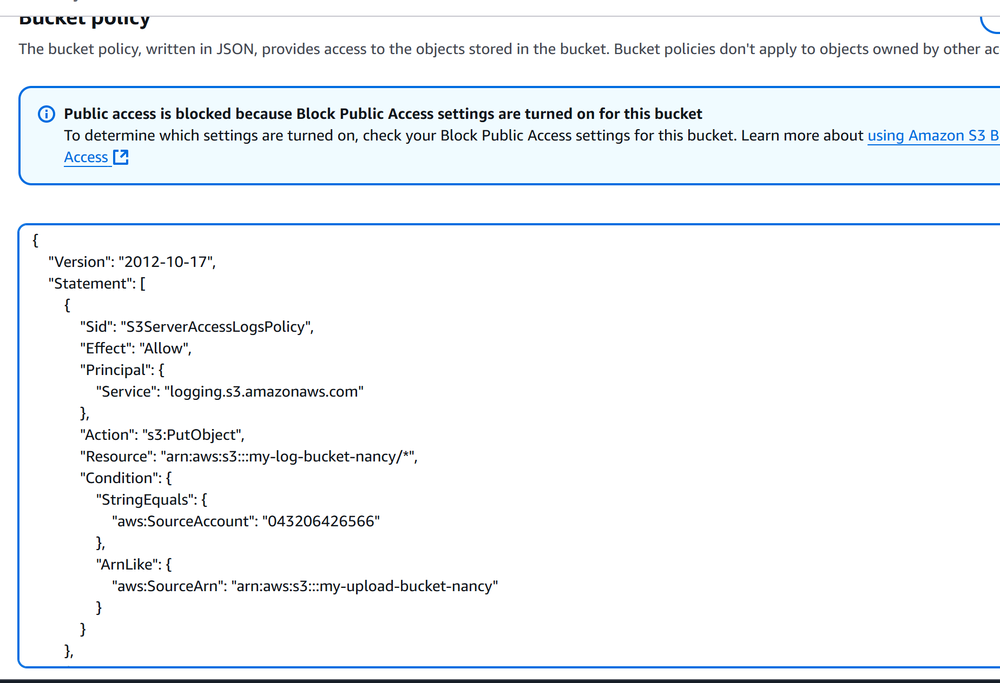 Bucket policy
The bucket policy, written in JSON, provides access to the objects stored in the bucket. Bucket policies don't apply to objects owned by other
Public access is blocked because Block Public Access settings are turned on for this bucket
To determine which settings are turned on, check your Block Public Access settings for this bucket. Learn more about using Amazon S3 B
Access
{
"Version": "2012-10-17",
"Statement": [
{
"Sid": "S3ServerAccessLogsPolicy",
"Effect": "Allow",
"Principal": {
"Service": "logging.s3.amazonaws.com"
},
"Action": "s3:PutObject",
"Resource": "arn:aws:s3:::my-log-bucket-nancy/*",
"Condition": {
"StringEquals": {
"aws:SourceAccount": "043206426566"
},
"ArnLike": {
"aws:SourceArn": "arn:aws:s3:::my-upload-bucket-nancy"
}
}
},